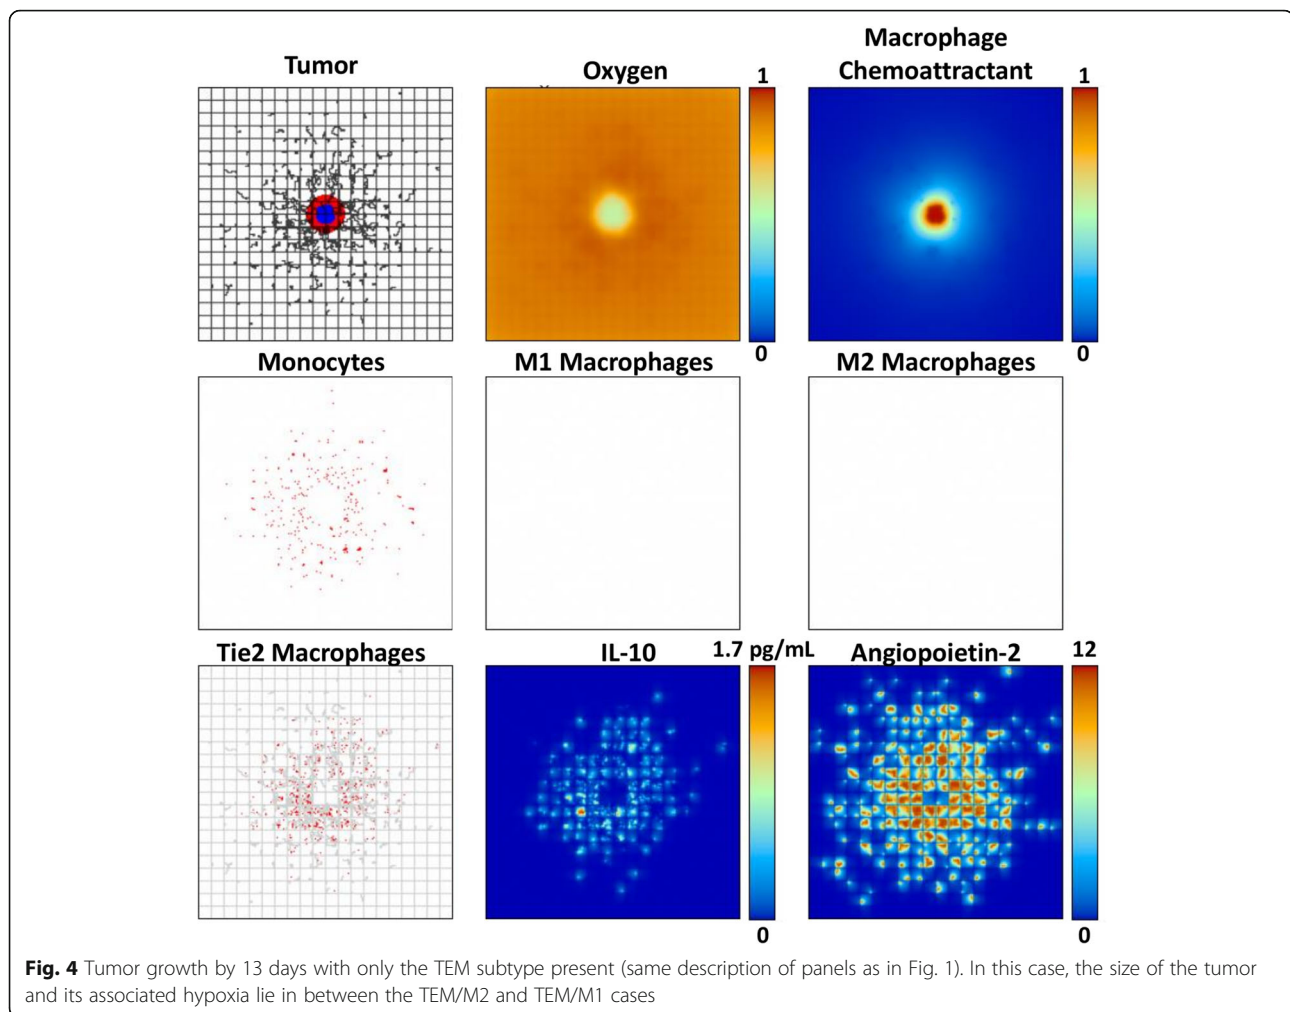 Tumor
Oxygen
1
Macrophage
Chemoattractant
1
0
0
Monocytes
M1 Macrophages
M2 Macrophages
Tie2 Macrophages
IL-10
1.7 pg/mL
Angiopoietin-2
12
0
0
Fig. 4 Tumor growth by 13 days with only the TEM subtype present (same description of panels as in Fig. 1). In this case, the size of the tumor
and its associated hypoxia lie in between the TEM/M2 and TEM/M1 cases